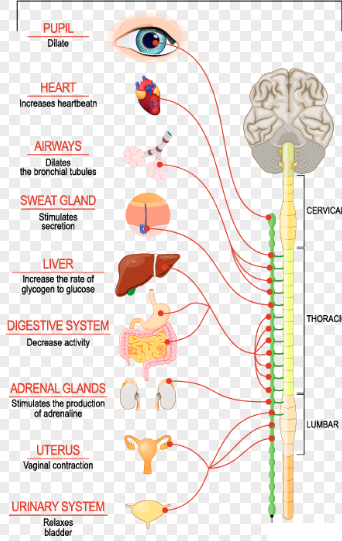 PUPIL
Dilate
HEART
Increases heartbeatn
AIRWAYS
Dilates
the bronchial tubules
SWEAT GLAND
Stimulates
secretion
LIVER
Increase the rate of
glycogen to glucose
DIGESTIVE SYSTEM
Decrease activity
ADRENAL GLANDS
Stimulates the production
of adrenaline
UTERUS
Vaginal contraction
URINARY SYSTEM
Relaxes
bladder
CERVICAL
THORACIC
LUMBAR